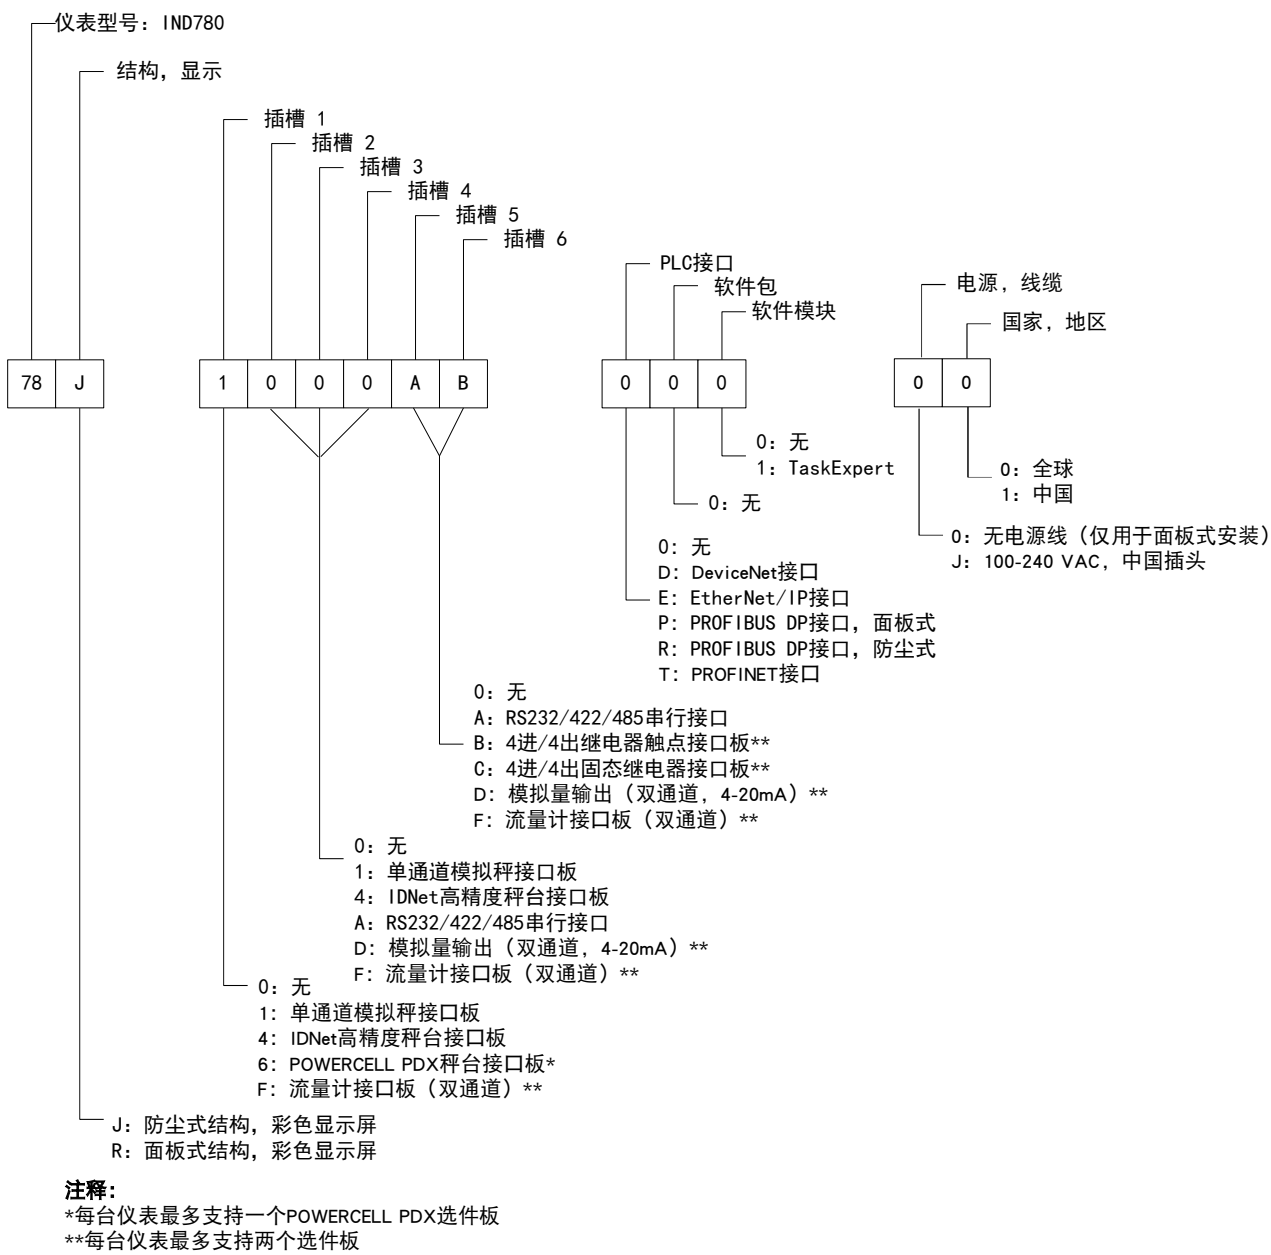 仪表型号：IND780
结构，显示
插槽 1
插槽 2
插槽 3
插槽 4
插槽 5
插槽 6
PLC接口
软件包
软件模块
电源，线缆
国家，地区
78 J 1 0 0 0 A B 0 0 0 0 0
0：无
1：TaskExpert
0：全球
1：中国
0：无
0：无电源线（仅用于面板式安装）
J：100-240 VAC，中国插头
0：无
D：DeviceNet接口
E：EtherNet/IP接口
P：PROFIBUS DP接口，面板式
R：PROFIBUS DP接口，防尘式
T：PROFINET接口
0：无
A：RS232/422/485串行接口
B：4进/4出继电器触点接口板**
C：4进/4出固态继电器接口板**
D：模拟量输出（双通道，4-20mA）**
F：流量计接口板（双通道）**
0：无
1：单通道模拟秤接口板
4：IDNet高精度秤台接口板
A：RS232/422/485串行接口
D：模拟量输出（双通道，4-20mA）**
F：流量计接口板（双通道）**
0：无
1：单通道模拟秤接口板
4：IDNet高精度秤台接口板
6：POWERCELL PDX秤台接口板*
F：流量计接口板（双通道）**
J：防尘式结构，彩色显示屏
R：面板式结构，彩色显示屏
注释：
*每台仪表最多支持一个POWERCELL PDX选件板
**每台仪表最多支持两个选件板